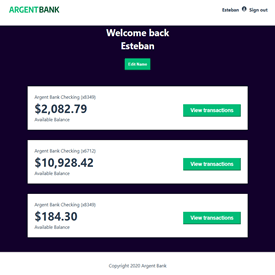 ARGENTBANK
Esteban Sign out
Welcome back
Esteban
Edit Name
Argent Bank Checking (x8349)
$2,082.79
Available Balance
View transactions
Argent Bank Checking (x6712)
$10,928.42
Available Balance
View transactions
Argent Bank Checking (x8349)
$184.30
Available Balance
View transactions
Copyright 2020 Argent Bank